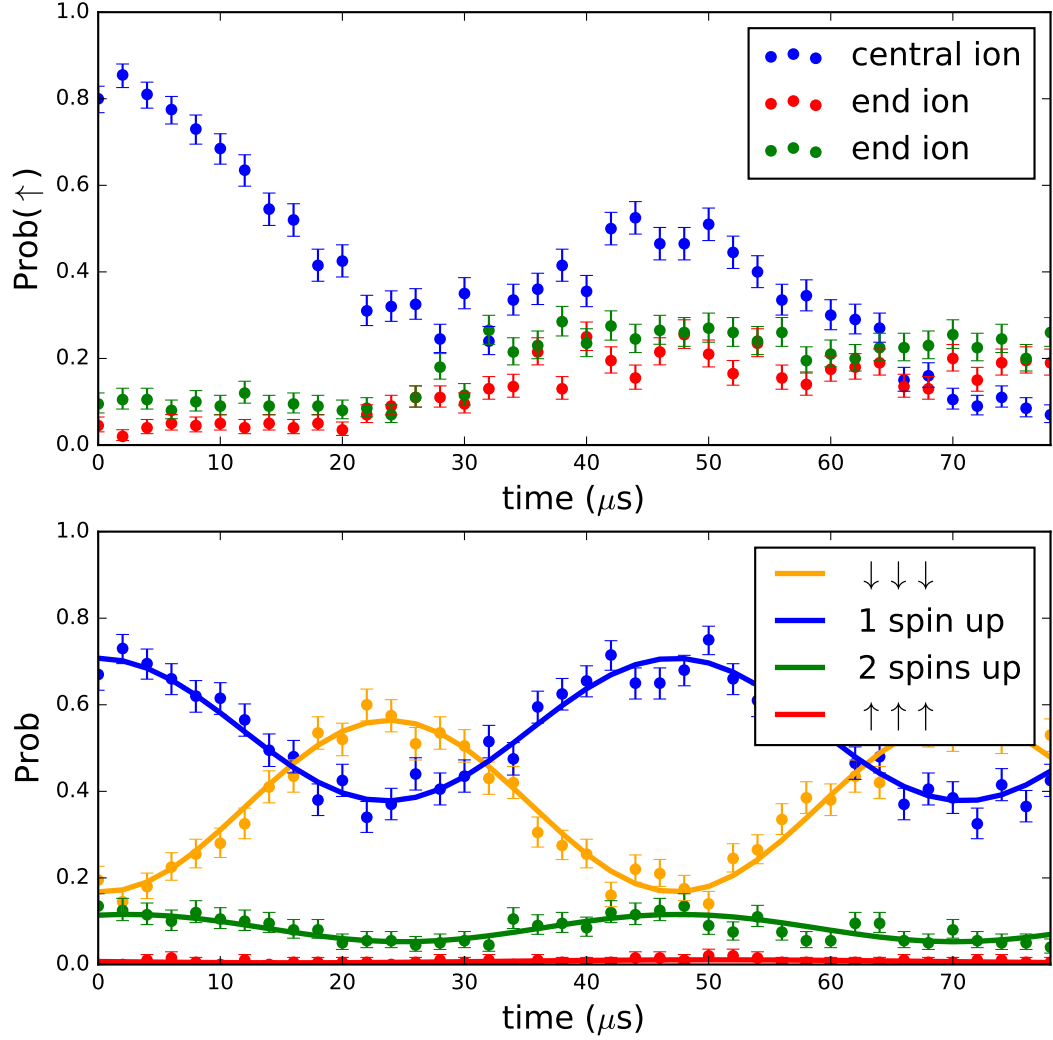 1.0
0.8
0.6
0.4
0.2
0.0
Prob(↑)
central ion
end ion
end ion
0 10 20 30 40 50 60 70
time (μs)
1.0
0.8
0.6
0.4
0.2
0.0
Prob
↓ ↓ ↓
1 spin up
2 spins up
↑ ↑ ↑
0 10 20 30 40 50 60 70
time (μs)